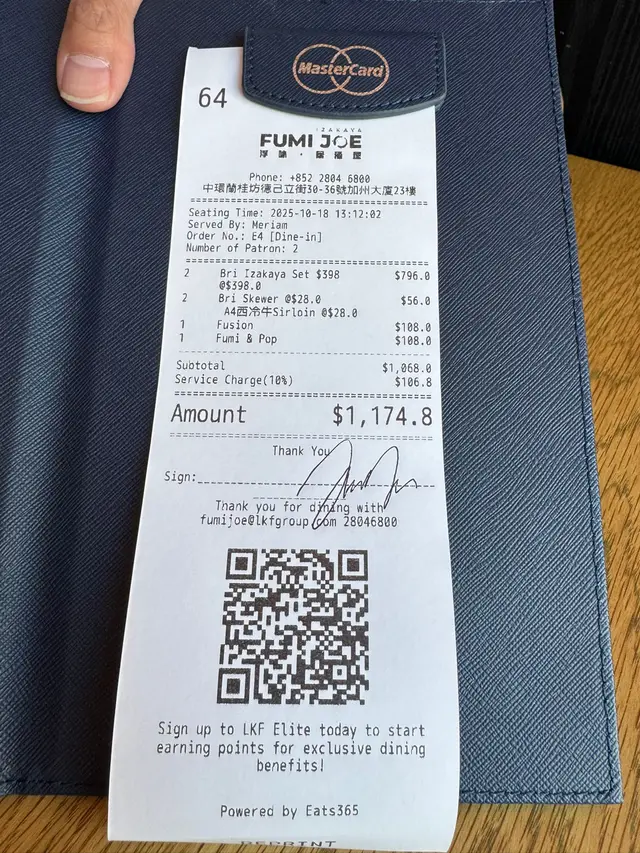 MasterCard
64
IZAKAYA
FUMI JOE
浮味・居酒屋
Phone: +852 2804 6800
中環蘭桂坊德己立街30-36號加州大廈23樓
Seating Time: 2025-10-18 13:12:02
Served By: Meriam
Order No.: E4 [Dine-in]
Number of Patron: 2
2 Bri Izakaya Set $398 $796.0
@$398.0
2 Bri Skewer @$28.0 $56.0
A4西冷牛Sirloin @$28.0
1 Fusion $108.0
1 Fumi & Pop $108.0
Subtotal $1,068.0
Service Charge(10%) $106.8
Amount $1,174.8
Thank You
Sign:
Thank you for dining with
fumijoe@lkfgroup.com 28046800
Sign up to LKF Elite today to start
earning points for exclusive dining
benefits!
Powered by Eats365
REPRINT